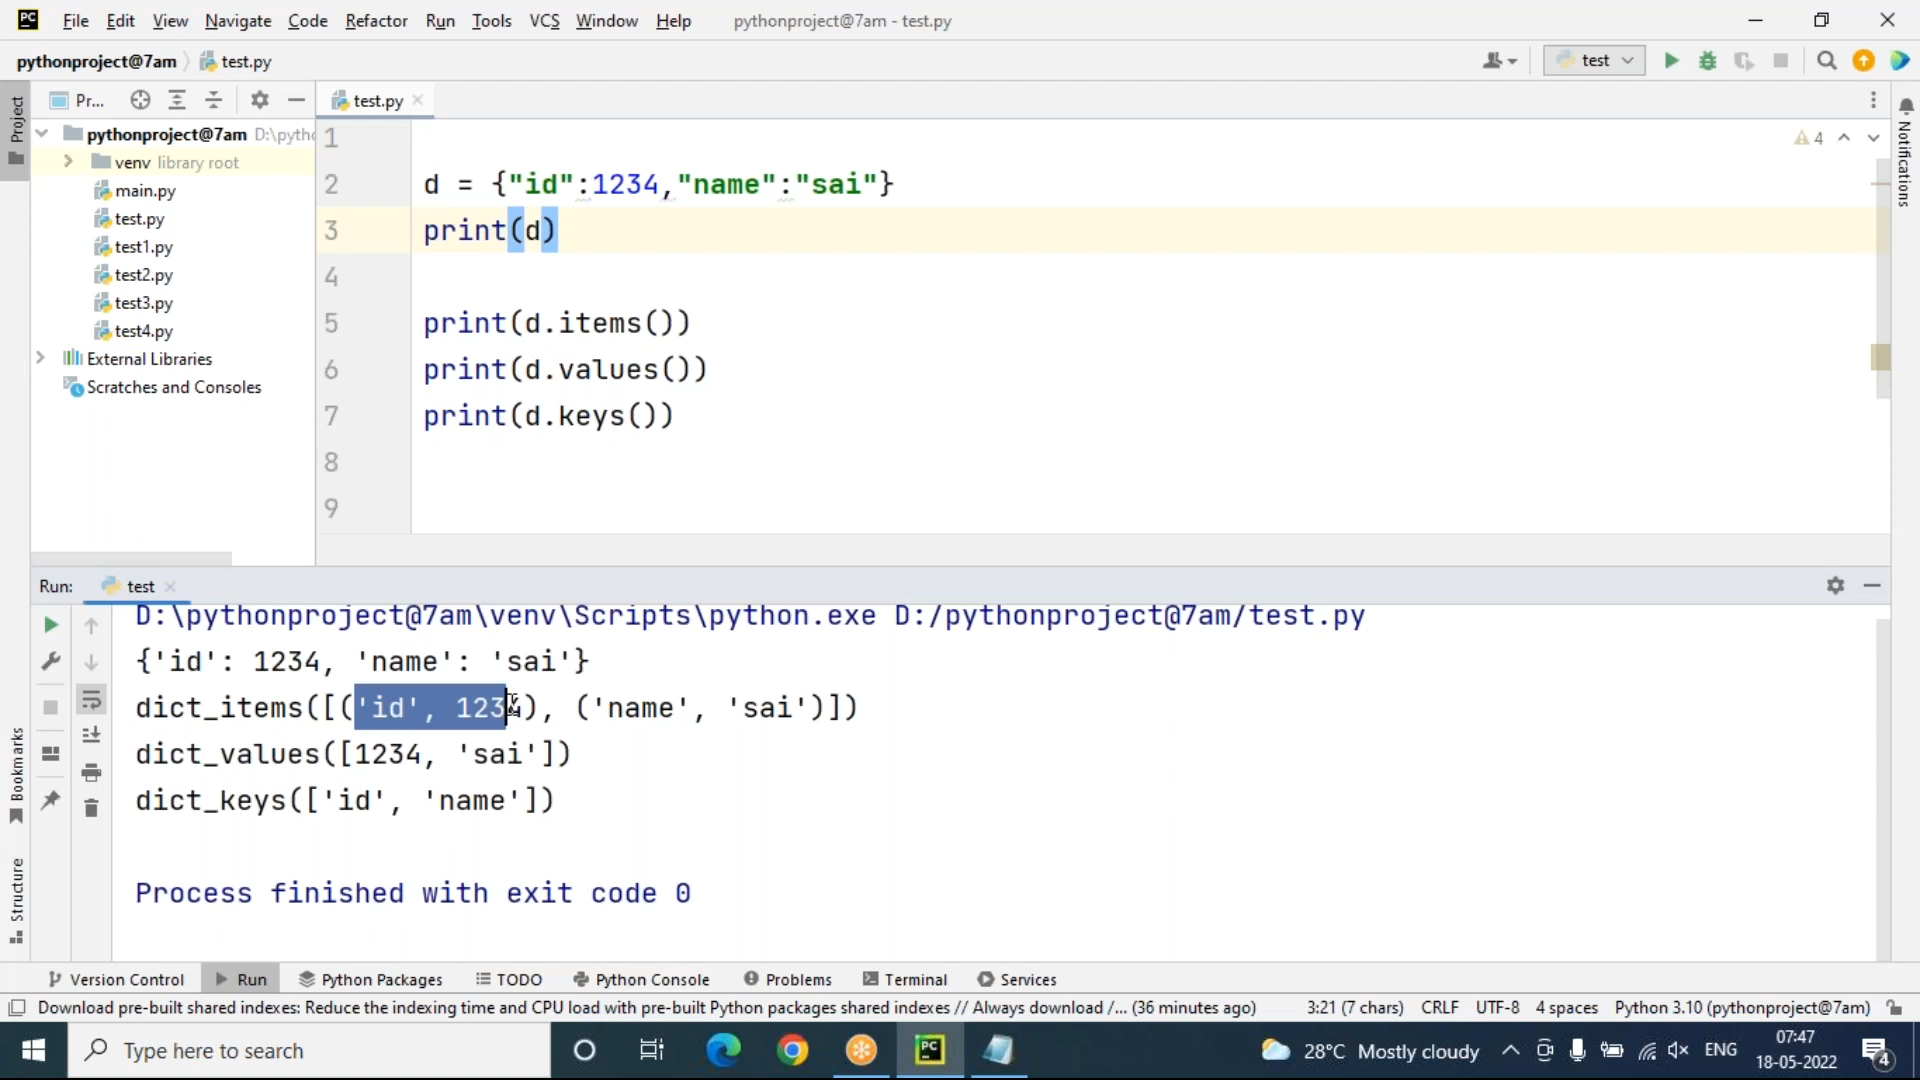 PC File Edit View Navigate Code Refactor Run Tools VCS Window Help pythonproject@7am - test.py
pythonproject@7am test.py test
Project Pr... test.py
pythonproject@7am D:\pytho
venv library root
main.py
test.py
test1.py
test2.py
test3.py
test4.py
External Libraries
Scratches and Consoles
1
2 d = {"id":1234,"name":"sai"}
3 print(d)
4
5 print(d.items())
6 print(d.values())
7 print(d.keys())
8
9
4
Notifications
Run: test
D:\pythonproject@7am\venv\Scripts\python.exe D:/pythonproject@7am/test.py
{'id': 1234, 'name': 'sai'}
dict_items([('id', 1234), ('name', 'sai')])
dict_values([1234, 'sai'])
dict_keys(['id', 'name'])
Process finished with exit code 0
Bookmarks
Structure
Version Control Run Python Packages TODO Python Console Problems Terminal Services
Download pre-built shared indexes: Reduce the indexing time and CPU load with pre-built Python packages shared indexes // Always download /... (36 minutes ago) 3:21 (7 chars) CRLF UTF-8 4 spaces Python 3.10 (pythonproject@7am)
Type here to search PC 28°C Mostly cloudy ENG 07:47
18-05-2022 4